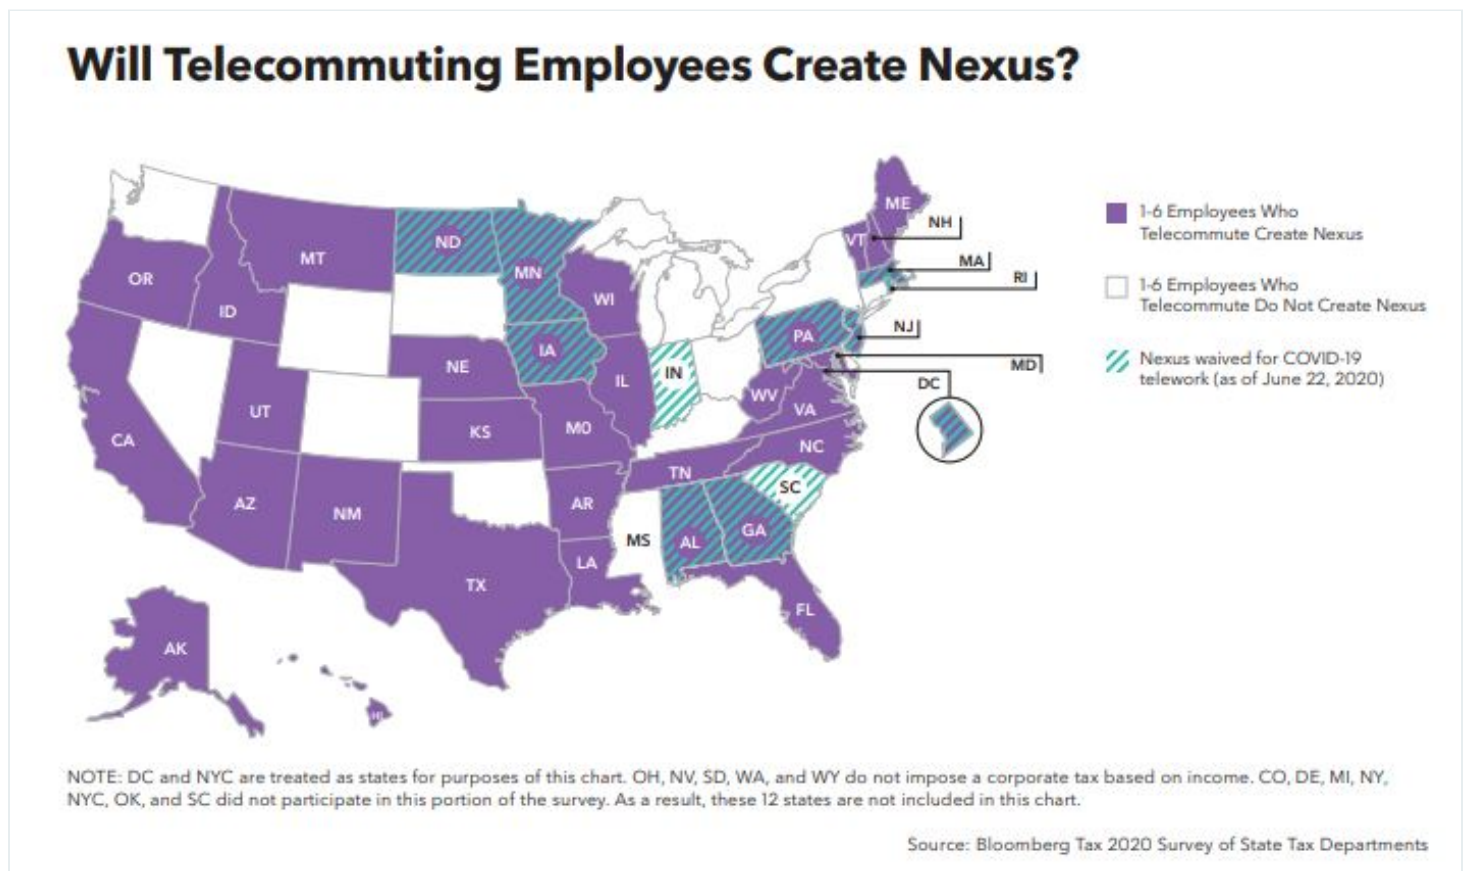 Will Telecommuting Employees Create Nexus?
ME
NH
VT
ND
MT
MA
MN
OR
RI
WI
ID
NJ
PA
IA
MD
NE
IN
IL
DC
WV
UT
VA
MO
KS
CA
NC
TN
SC
AZ
AR
NM
GA
MS
AL
LA
TX
FL
AK
HI
1-6 Employees Who
Telecommute Create Nexus
1-6 Employees Who
Telecommute Do Not Create Nexus
Nexus waived for COVID-19
telework (as of June 22, 2020)
NOTE: DC and NYC are treated as states for purposes of this chart. OH, NV, SD, WA, and WY do not impose a corporate tax based on income. CO, DE, MI, NY,
NYC, OK, and SC did not participate in this portion of the survey. As a result, these 12 states are not included in this chart.
Source: Bloomberg Tax 2020 Survey of State Tax Departments